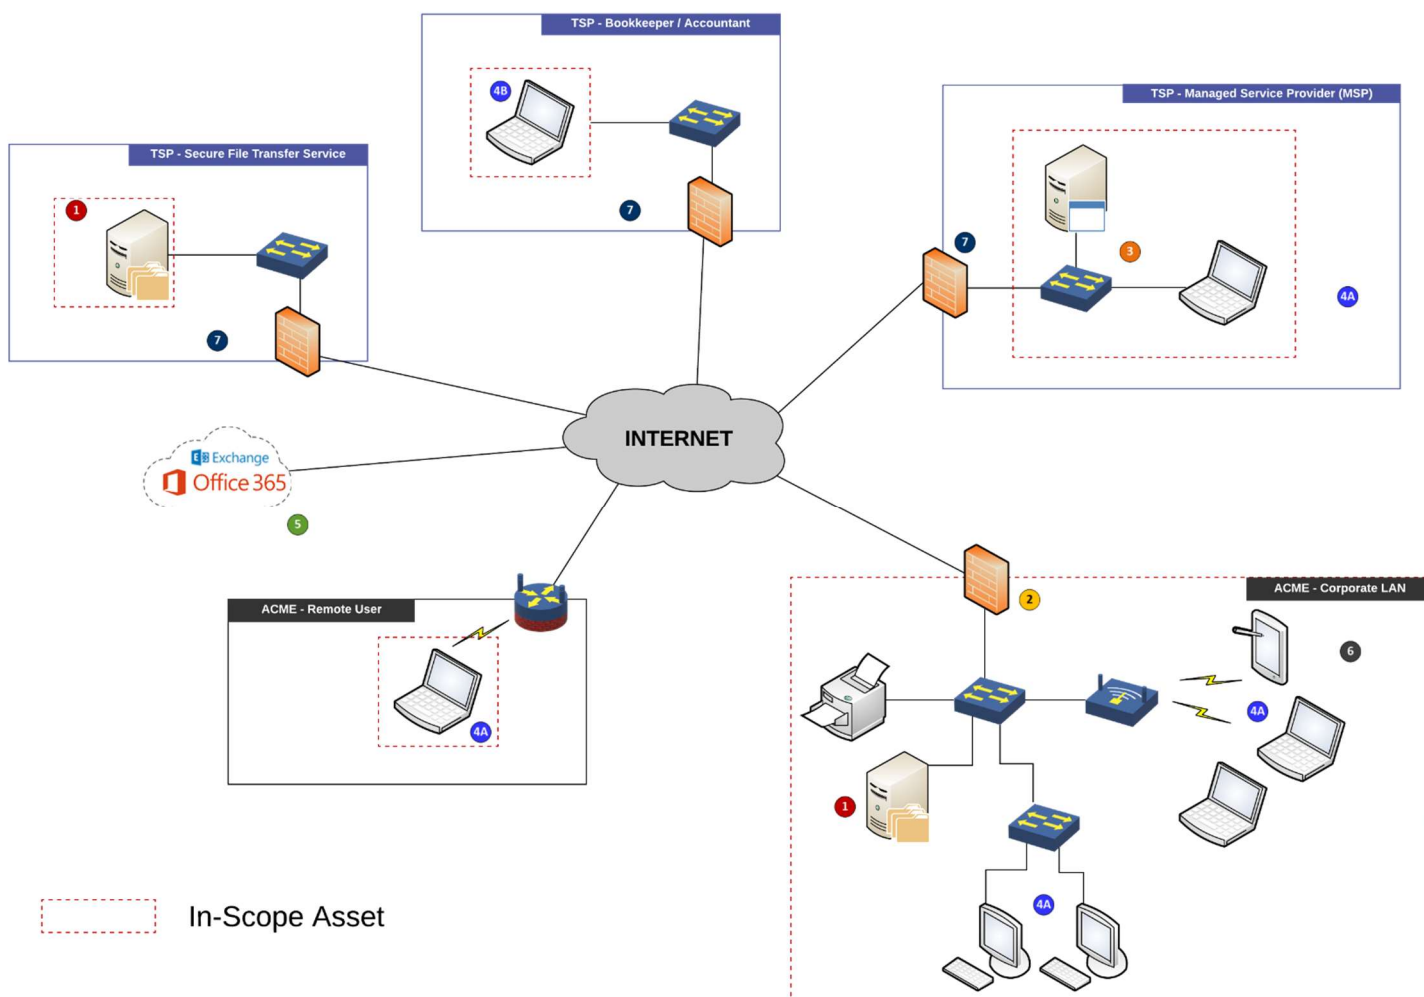 TSP - Bookkeeper / Accountant
4B
7
TSP - Managed Service Provider (MSP)
7
3
4A
TSP - Secure File Transfer Service
1
7
INTERNET
Exchange
Office 365
5
ACME - Remote User
4A
2
ACME - Corporate LAN
6
4A
1
4A
In-Scope Asset